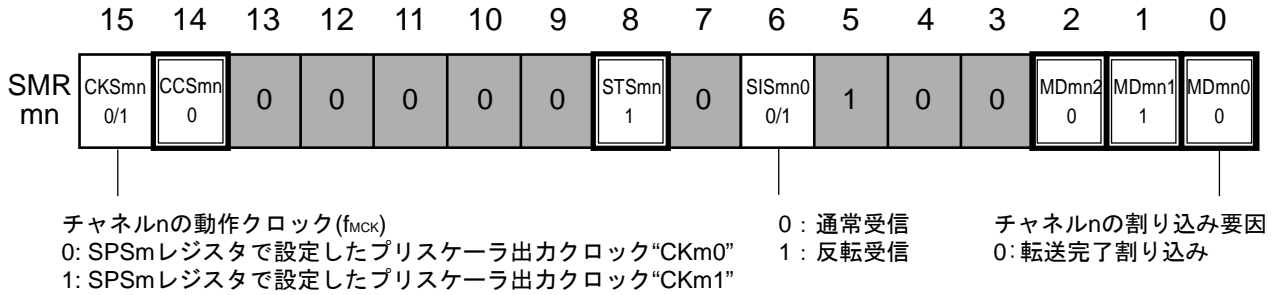 15 14 13 12 11 10 9 8 7 6 5 4 3 2 1 0
SMR mn
CKSmn CCSmn 0 0 0 0 0 STSmn 0 SISmn0 1 0 0 MDmn2 MDmn1 MDmn0
0/1 0 1 0/1 0 1 0
チャネルnの動作クロック(fMCK)
0: SPSmレジスタで設定したプリスケーラ出力クロック“CKm0”
1: SPSmレジスタで設定したプリスケーラ出力クロック“CKm1”
0：通常受信
1：反転受信
チャネルnの割り込み要因
0: 転送完了割り込み